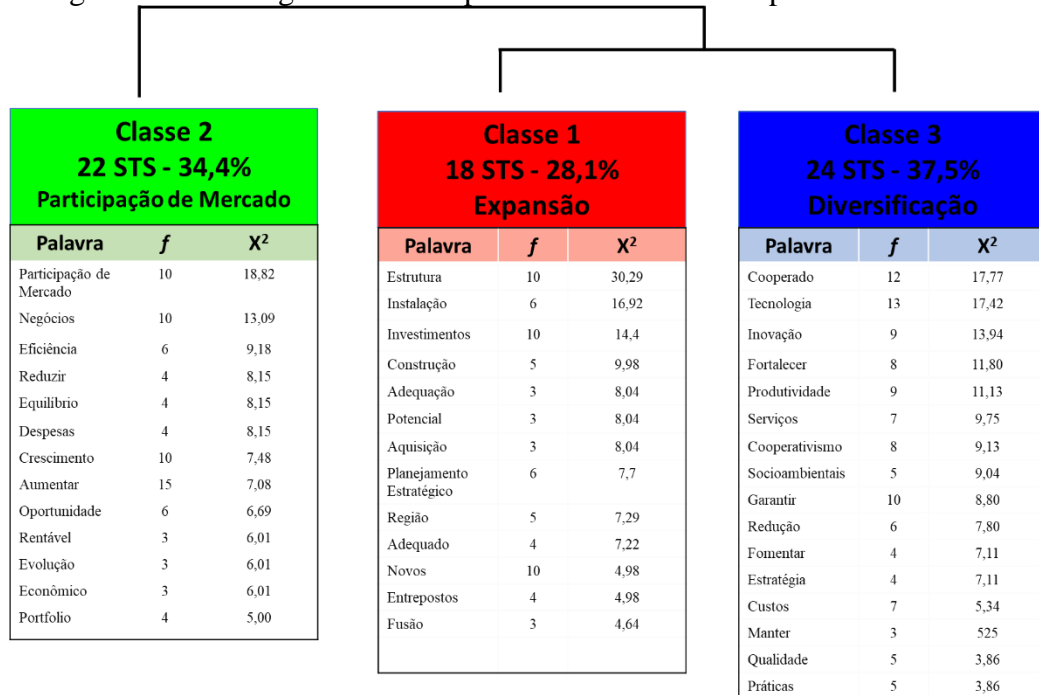 Classe 2
22 STS - 34,4%
Participação de Mercado
Palavra f X²
Participação de Mercado 10 18,82
Negócios 10 13,09
Eficiência 6 9,18
Reduzir 4 8,15
Equilíbrio 4 8,15
Despesas 4 8,15
Crescimento 10 7,48
Aumentar 15 7,08
Oportunidade 6 6,69
Rentável 3 6,01
Evolução 3 6,01
Econômico 3 6,01
Portfolio 4 5,00
Classe 1
18 STS - 28,1%
Expansão
Palavra f X²
Estrutura 10 30,29
Instalação 6 16,92
Investimentos 10 14,4
Construção 5 9,98
Adequação 3 8,04
Potencial 3 8,04
Aquisição 3 8,04
Planejamento Estratégico 6 7,7
Região 5 7,29
Adequado 4 7,22
Novos 10 4,98
Entrepostos 4 4,98
Fusão 3 4,64
Classe 3
24 STS - 37,5%
Diversificação
Palavra f X²
Cooperado 12 17,77
Tecnologia 13 17,42
Inovação 9 13,94
Fortalecer 8 11,80
Produtividade 9 11,13
Serviços 7 9,75
Cooperativismo 8 9,13
Socioambientais 5 9,04
Garantir 10 8,80
Redução 6 7,80
Fomentar 4 7,11
Estratégia 4 7,11
Custos 7 5,34
Manter 3 525
Qualidade 5 3,86
Práticas 5 3,86